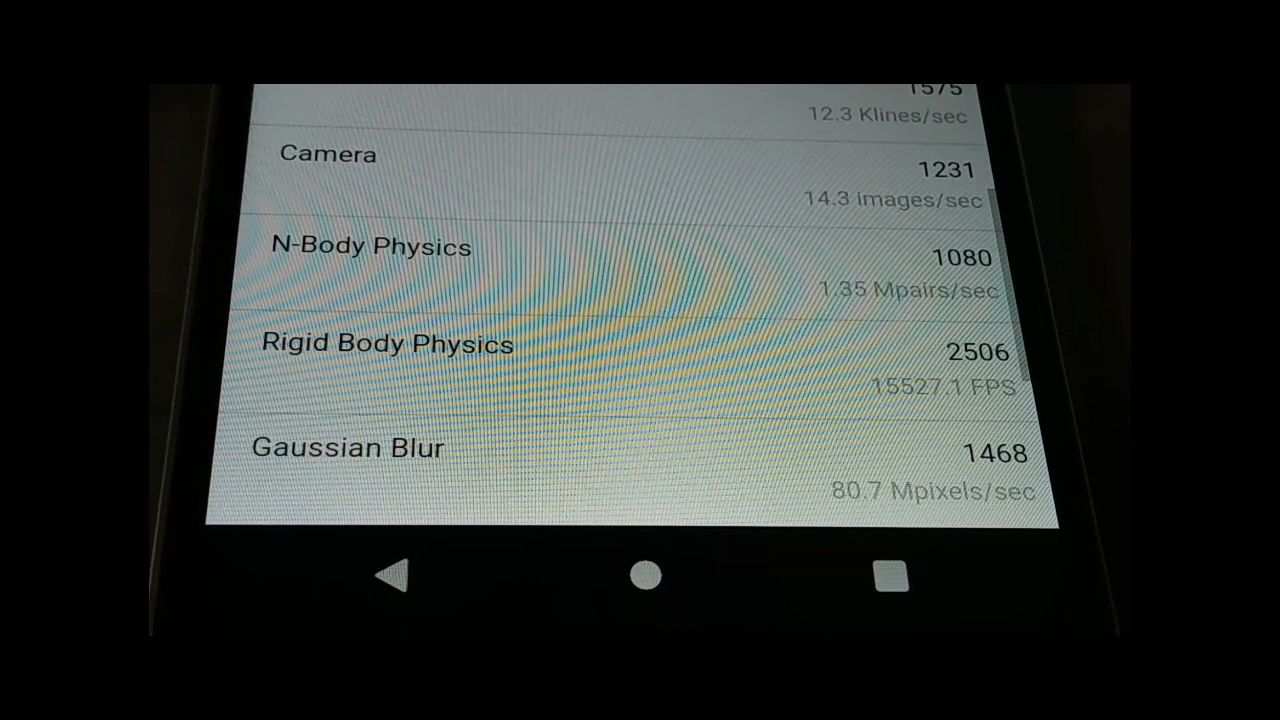 1575
12.3 Klines/sec
Camera
1231
14.3 images/sec
N-Body Physics
1080
1.35 Mpairs/sec
Rigid Body Physics
2506
15527.1 FPS
Gaussian Blur
1468
80.7 Mpixels/sec